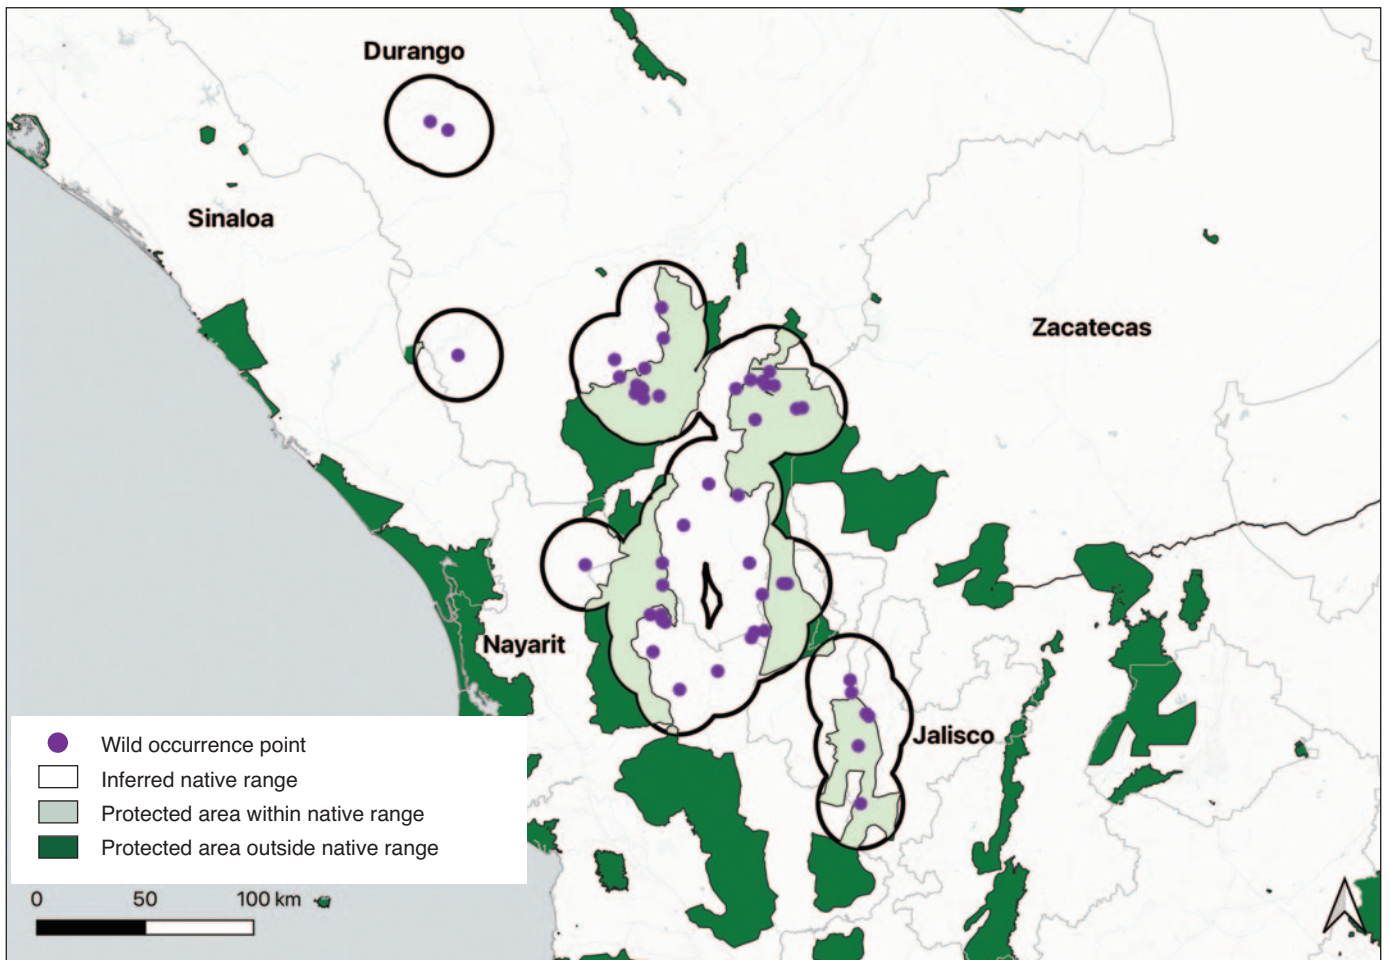 Durango
Sinaloa
Zacatecas
Nayarit
Jalisco
Wild occurrence point
Inferred native range
Protected area within native range
Protected area outside native range
0 50 100 km